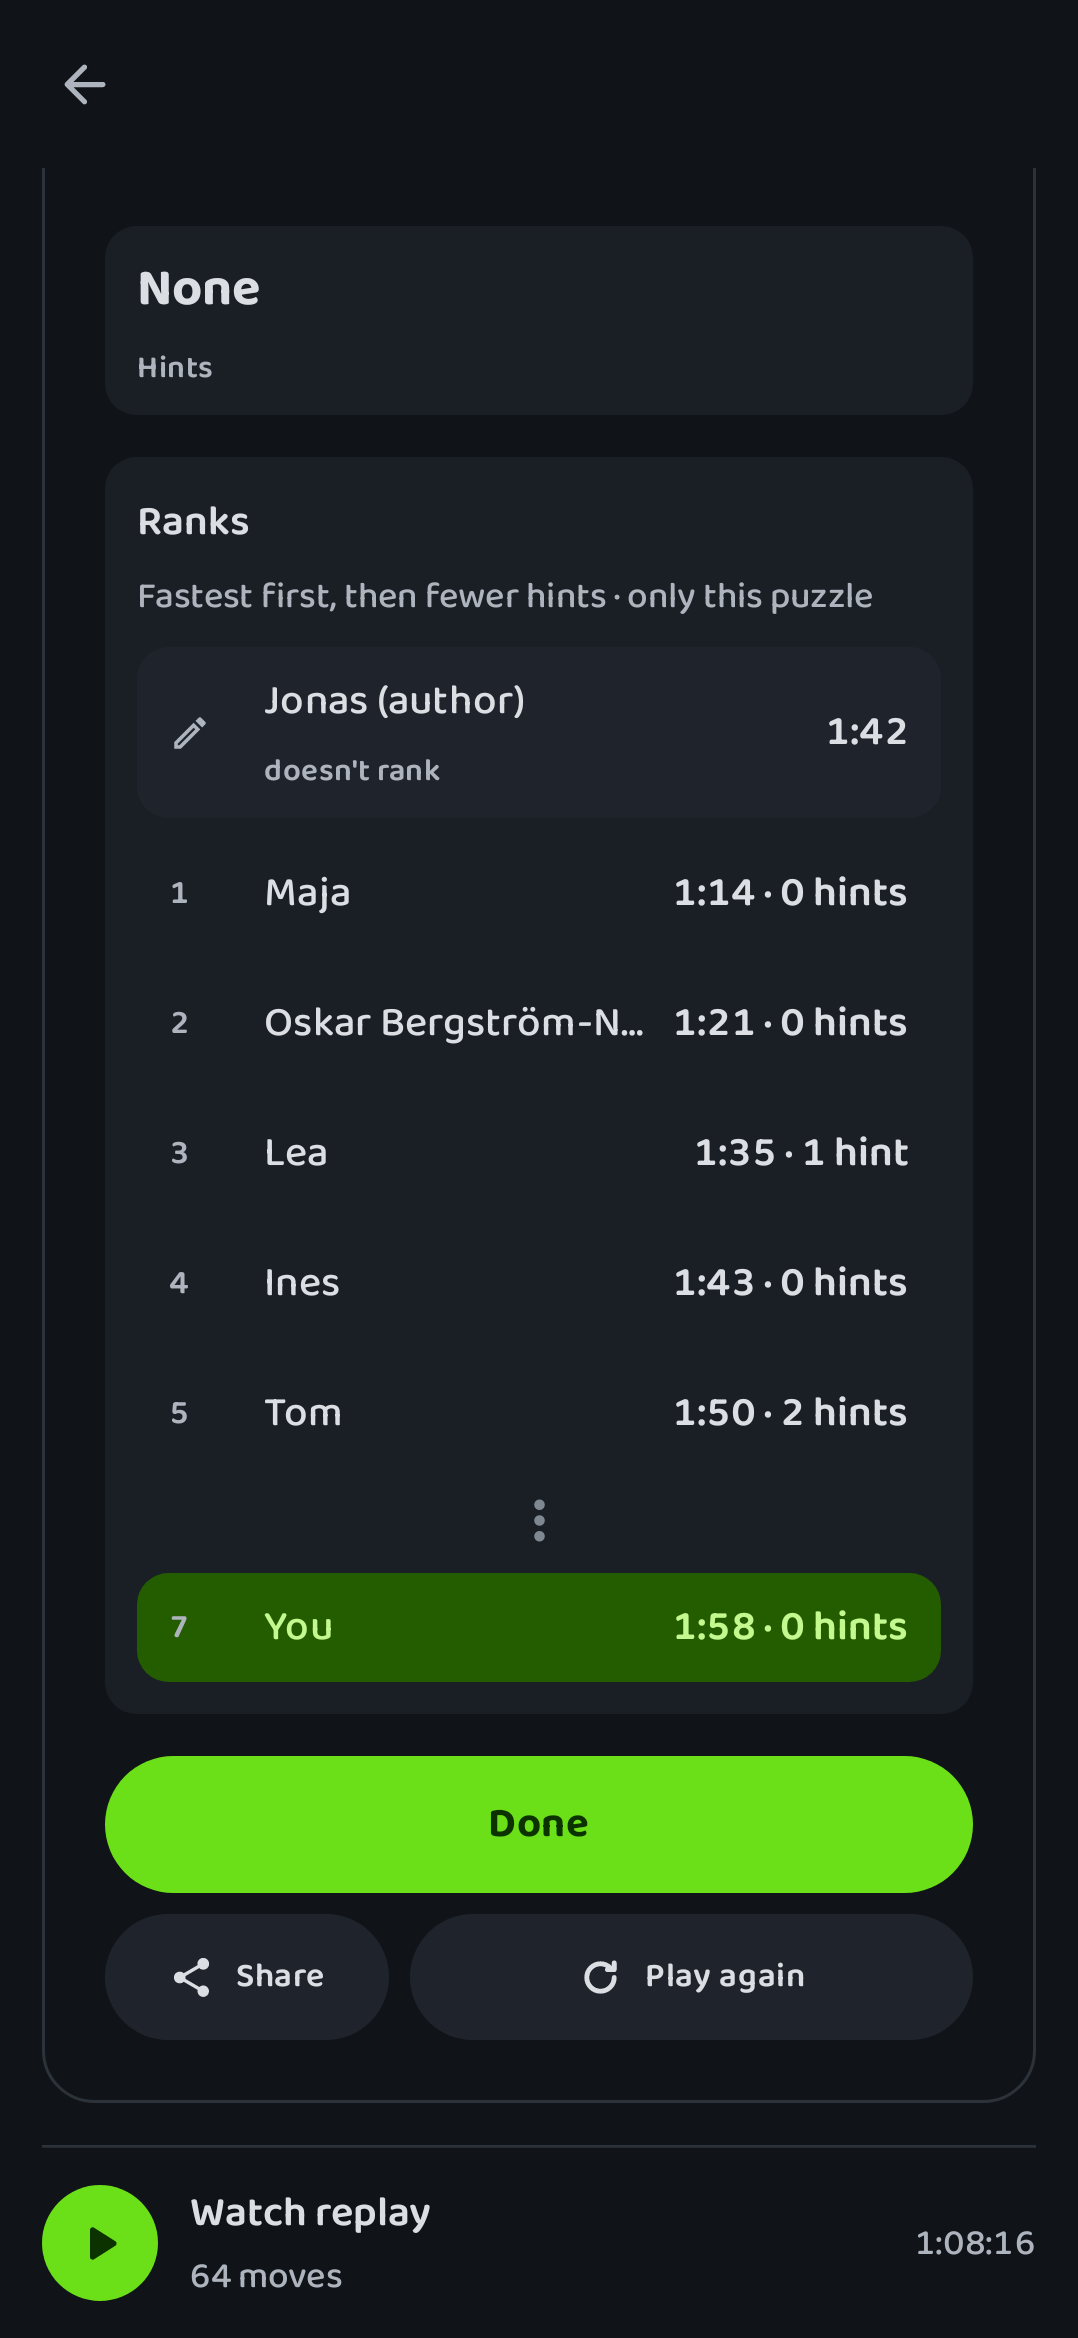 None
Hints
Ranks
Fastest first, then fewer hints · only this puzzle
Jonas (author)
doesn't rank
1:42
1 Maja 1:14 · 0 hints
2 Oskar Bergström-N... 1:21 · 0 hints
3 Lea 1:35 · 1 hint
4 Ines 1:43 · 0 hints
5 Tom 1:50 · 2 hints
7 You 1:58 · 0 hints
Done
Share
Play again
Watch replay
64 moves
1:08:16